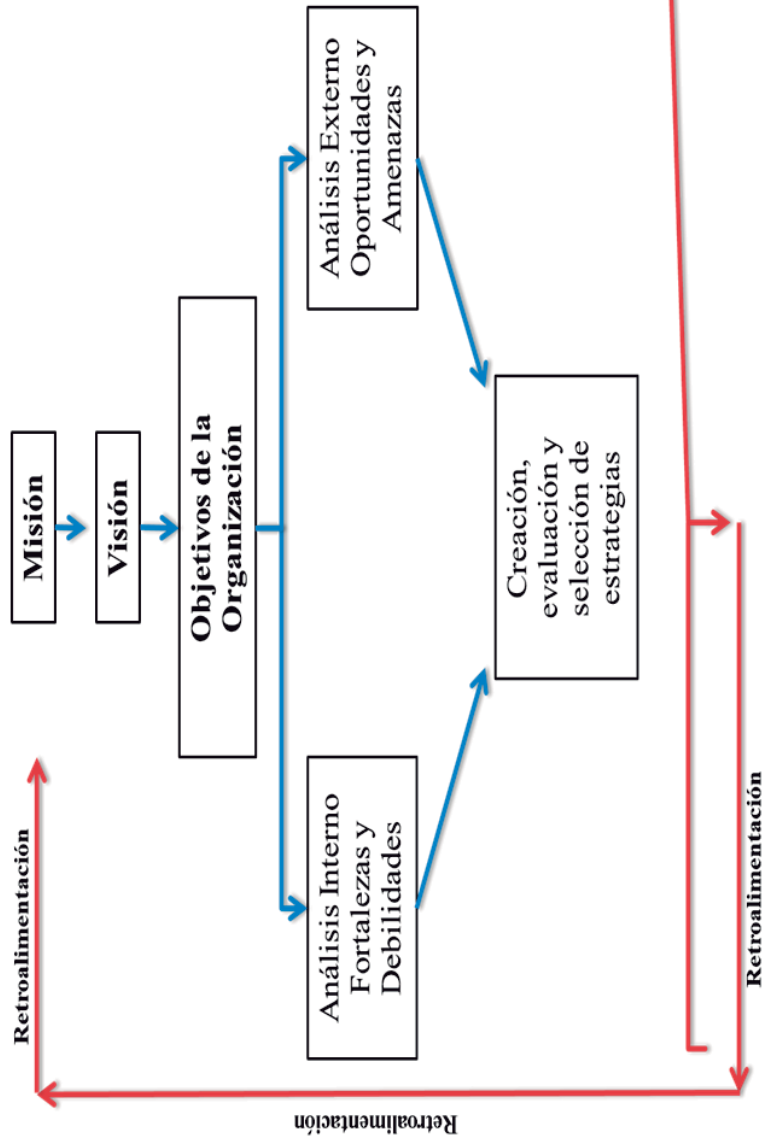 Misión
Visión
Objetivos de la
Organización
Análisis Interno
Fortalezas y
Debilidades
Análisis Externo
Oportunidades y
Amenazas
Creación,
evaluación y
selección de
estrategias
Retroalimentación
Retroalimentación
Retroalimentación